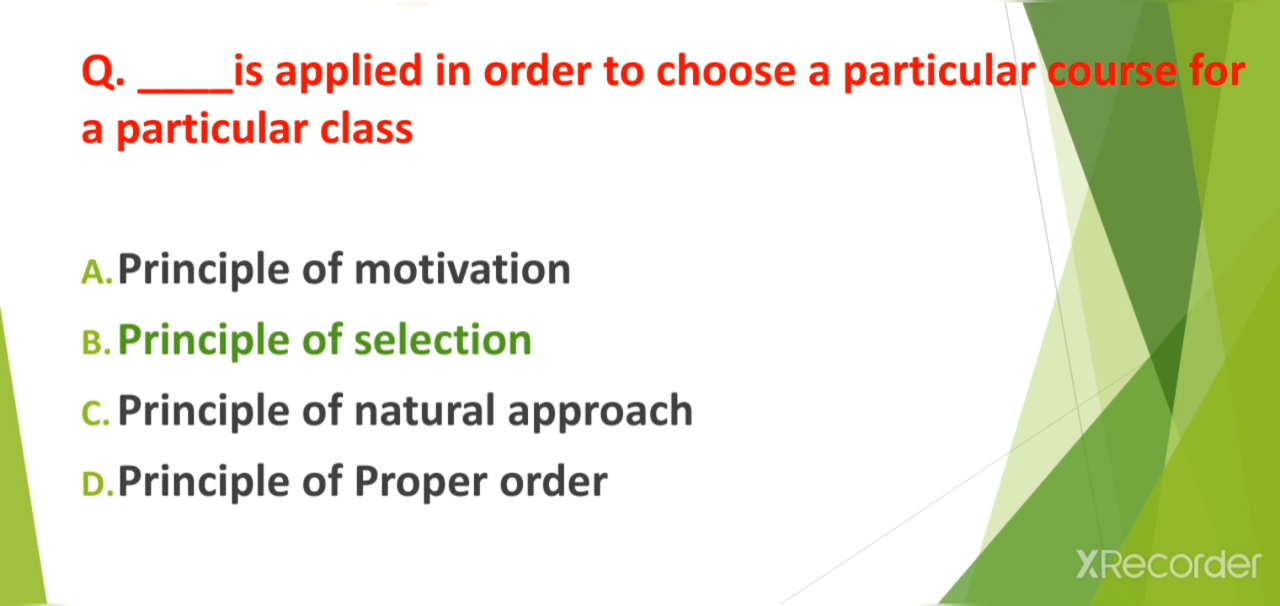 Q. ____is applied in order to choose a particular course for
a particular class
A. Principle of motivation
B. Principle of selection
C. Principle of natural approach
D. Principle of Proper order
XRecorder